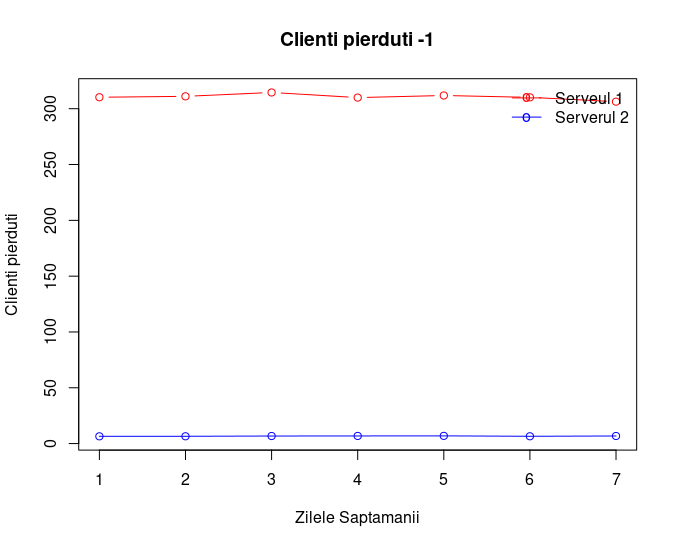 Clienti pierduti -1
Clienti pierduti
300
250
200
150
100
50
0
Serveul 1
Serverul 2
1 2 3 4 5 6 7
Zilele Saptamanii